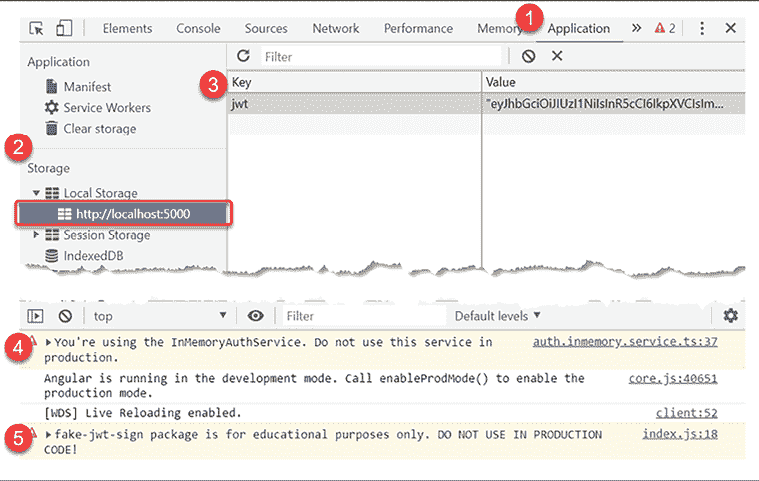 1
Elements Console Sources Network Performance Memory Application » 2
Application
Filter
Manifest
3
Key Value
Service Workers
jwt "eyJhbGciOiJIUzI1NiIsInR5cCI6IkpXVCIsIm...
Clear storage
2
Storage
Local Storage
http://localhost:5000
Session Storage
IndexedDB
top Filter Default levels
4
You're using the InMemoryAuthService. Do not use this service in auth.inmemory.service.ts:37
production.
Angular is running in the development mode. Call enableProdMode() to enable the core.js:40651
production mode.
[WDS] Live Reloading enabled. client:52
5
fake-jwt-sign package is for educational purposes only. DO NOT USE IN PRODUCTION index.js:18
CODE!